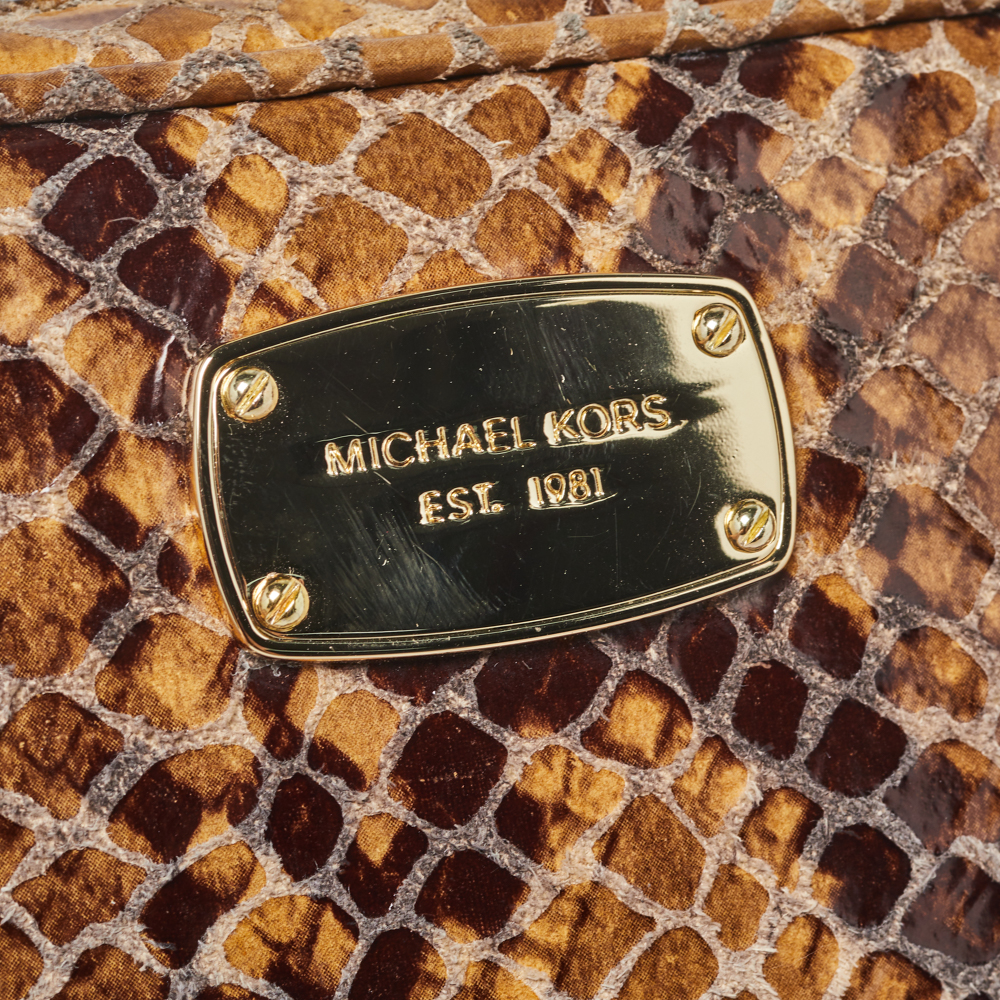 MICHAEL KORS
EST. 1981